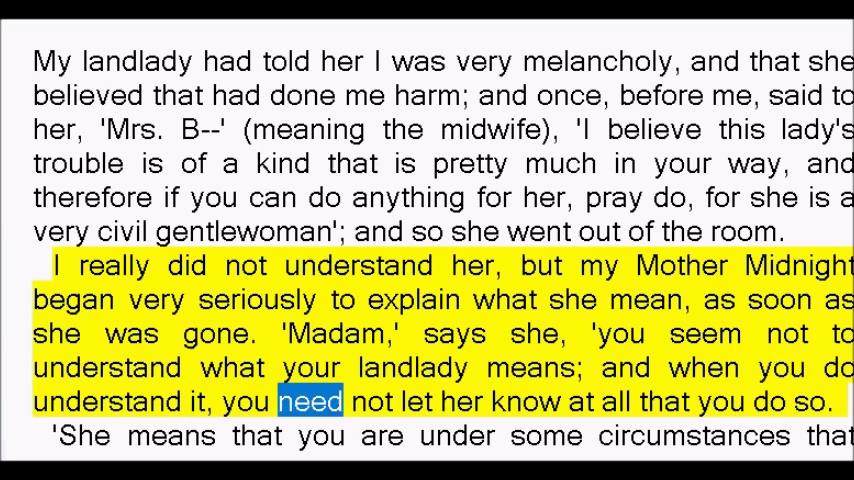 My landlady had told her I was very melancholy, and that she
believed that had done me harm; and once, before me, said to
her, 'Mrs. B--' (meaning the midwife), 'I believe this lady's
trouble is of a kind that is pretty much in your way, and
therefore if you can do anything for her, pray do, for she is a
very civil gentlewoman'; and so she went out of the room.
I really did not understand her, but my Mother Midnight
began very seriously to explain what she mean, as soon as
she was gone. 'Madam,' says she, 'you seem not to
understand what your landlady means; and when you do
understand it, you need not let her know at all that you do so.
'She means that you are under some circumstances that